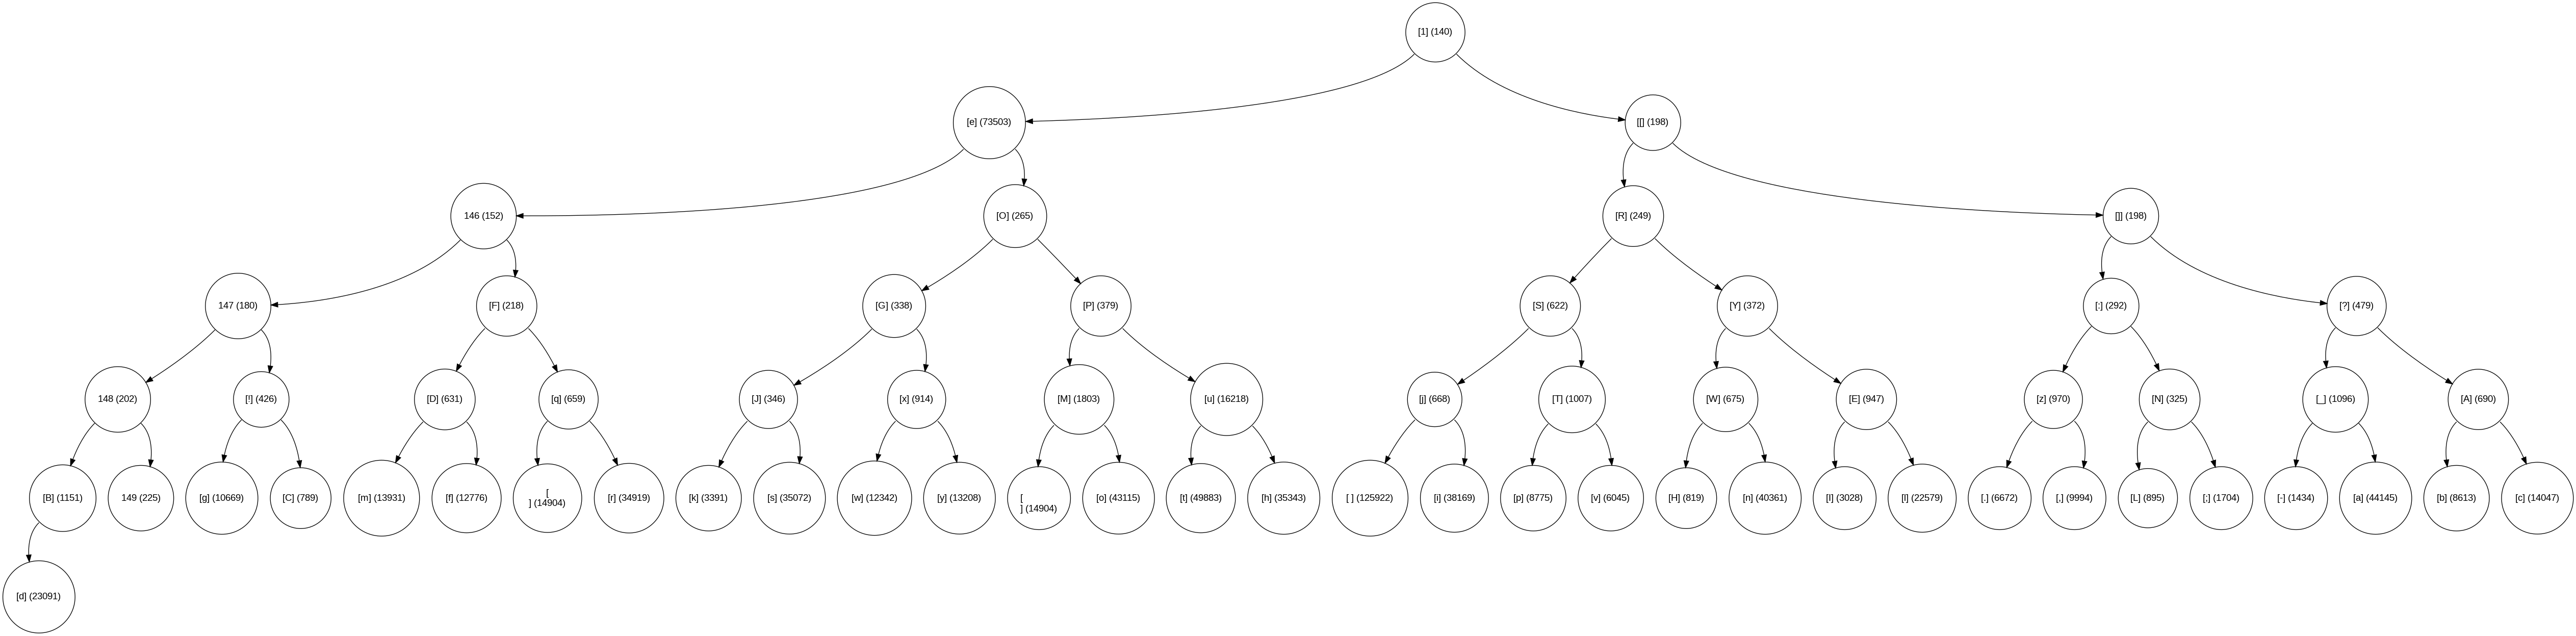 [1] (140)
[e] (73503)
[[] (198)
146 (152)
[O] (265)
[R] (249)
[]] (198)
147 (180)
[F] (218)
[G] (338)
[P] (379)
[S] (622)
[Y] (372)
[:] (292)
[?] (479)
148 (202)
[!] (426)
[D] (631)
[q] (659)
[J] (346)
[x] (914)
[M] (1803)
[u] (16218)
[j] (668)
[T] (1007)
[W] (675)
[E] (947)
[z] (970)
[N] (325)
[_] (1096)
[A] (690)
[B] (1151)
149 (225)
[g] (10669)
[C] (789)
[m] (13931)
[f] (12776)
[
] (14904)
[r] (34919)
[k] (3391)
[s] (35072)
[w] (12342)
[y] (13208)
[
] (14904)
[o] (43115)
[t] (49883)
[h] (35343)
[ ] (125922)
[i] (38169)
[p] (8775)
[v] (6045)
[H] (819)
[n] (40361)
[I] (3028)
[l] (22579)
[.] (6672)
[,] (9994)
[L] (895)
[;] (1704)
[-] (1434)
[a] (44145)
[b] (8613)
[c] (14047)
[d] (23091)